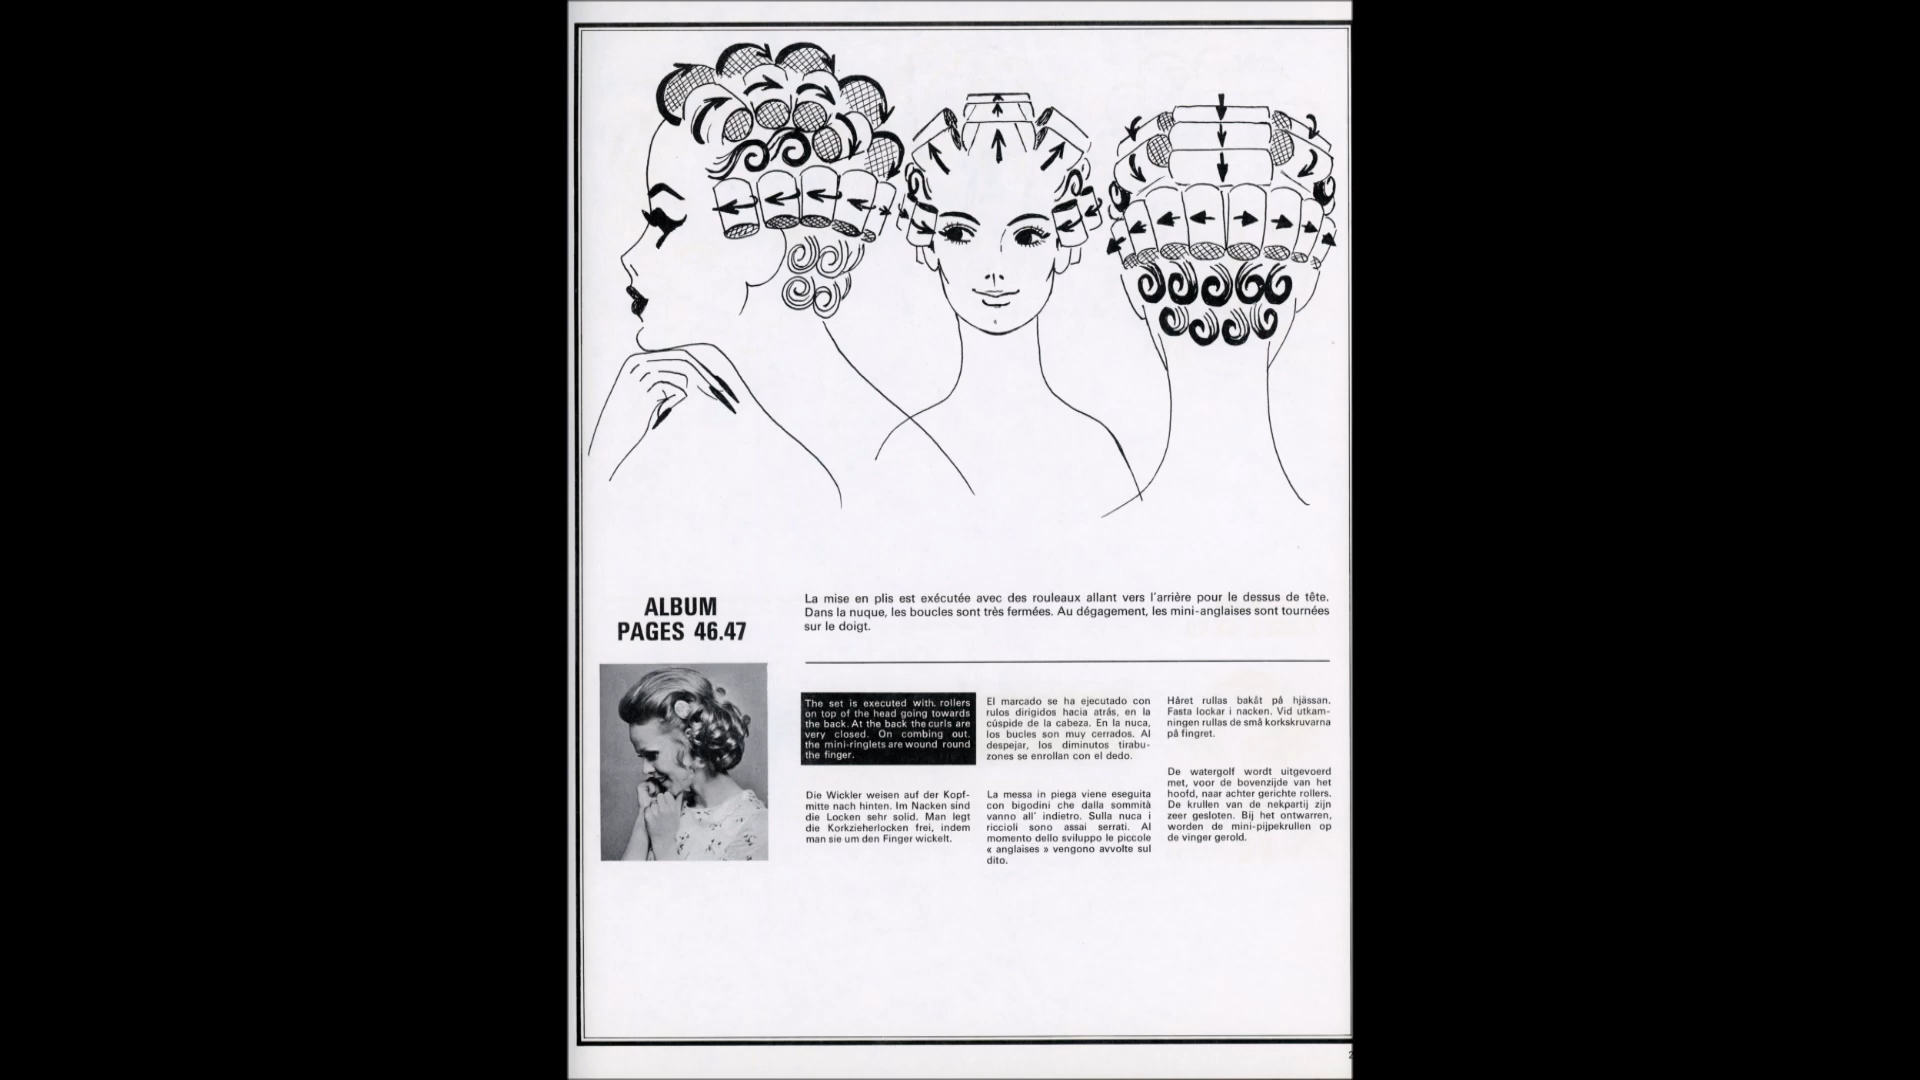 ALBUM
PAGES 46.47
La mise en plis est exécutée avec des rouleaux allant vers l'arrière pour le dessus de tête.
Dans la nuque, les boucles sont très fermées. Au dégagement, les mini-anglaises sont tournées
sur le doigt.
The set is executed with. rollers
on top of the head going towards
the back. At the back the curls are
very closed. On combing out.
the mini-ringlets are wound round
the finger.
Die Wickler weisen auf der Kopf-
mitte nach hinten. Im Nacken sind
die Locken sehr solid. Man legt
die Korkzieherlocken frei, indem
man sie um den Finger wickelt.
El marcado se ha ejecutado con
rulos dirigidos hacia atrás, en la
cúspide de la cabeza. En la nuca,
los bucles son muy cerrados. Al
despejar, los diminutos tirabu-
zones se enrollan con el dedo.
La messa in piega viene eseguita
con bigodini che dalla sommità
vanno all' indietro. Sulla nuca i
riccioli sono assai serrati. Al
momento dello sviluppo le piccole
« anglaises » vengono avvolte sul
dito.
Håret rullas bakåt på hjässan.
Fasta lockar i nacken. Vid utkam-
ningen rullas de små korkskruvarna
på fingret.
De watergolf wordt uitgevoerd
met, voor de bovenzijde van het
hoofd, naar achter gerichte rollers.
De krullen van de nekpartij zijn
zeer gesloten. Bij het ontwarren,
worden de mini-pijpekrullen op
de vinger gerold.